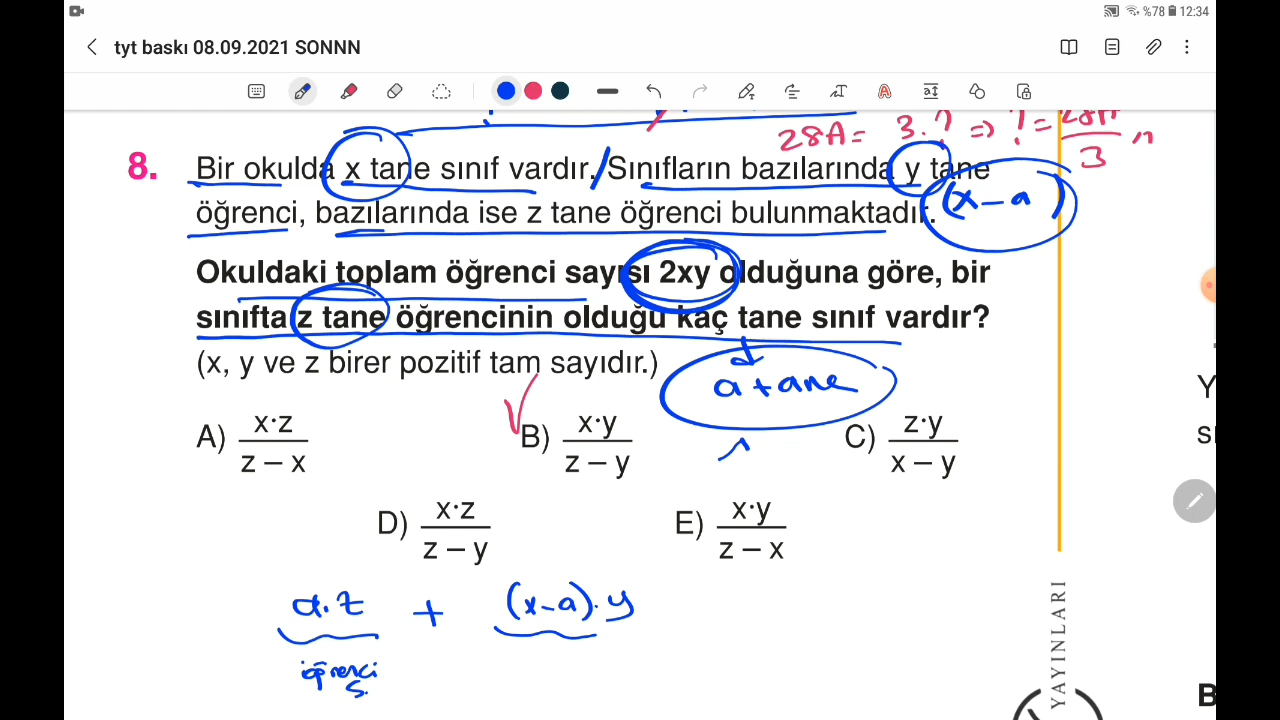 %78 12:34
tyt baskı 08.09.2021 SONNN
28A = 3.? => ? = 28A
3
8. Bir okulda x tane sınıf vardır. Sınıfların bazılarında y tane
öğrenci, bazılarında ise z tane öğrenci bulunmaktadır. (x-a)
Okuldaki toplam öğrenci sayısı 2xy olduğuna göre, bir
sınıfta z tane öğrencinin olduğu kaç tane sınıf vardır?
(x, y ve z birer pozitif tam sayıdır.)
a tane
A) x·z / z – x B) x·y / z – y C) z·y / x – y
D) x·z / z – y E) x·y / z – x
a.z + (x-a).y
öğrenci
s.
YAYINLARI
Y
s
B